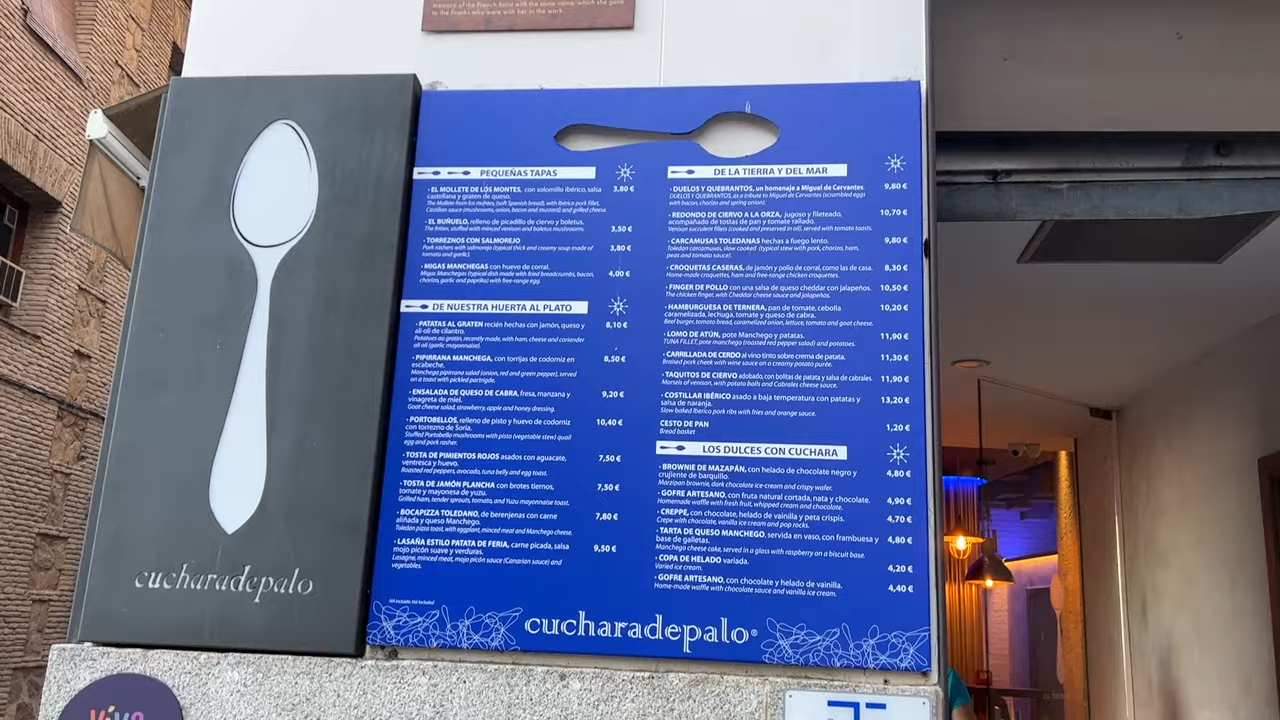 memory of the French Saint with the same name, which she gave
to the Franks who were with her in the work.
cucharadepalo
PEQUEÑAS TAPAS
· EL MOLLETE DE LOS MONTES, con solomillo ibérico, salsa 3,80 €
castellana y gratén de queso.
The Mollete from los montes, (soft Spanish bread), with Ibérico pork fillet,
Castilian sauce (mushrooms, onion, bacon and mustard) and grilled cheese.
· EL BUÑUELO, relleno de picadillo de ciervo y boletus. 3,50 €
The fritter, stuffed with minced venison and boletus mushrooms.
· TORREZNOS CON SALMOREJO 3,80 €
Pork rashers with salmorejo (typical thick and creamy soup made of
tomato and garlic).
· MIGAS MANCHEGAS con huevo de corral. 4,00 €
Migas Manchegas (typical dish made with fried breadcrumbs, bacon,
chorizo, garlic and paprika) with free-range egg.
DE NUESTRA HUERTA AL PLATO
· PATATAS AL GRATEN recién hechas con jamón, queso y 8,10 €
ali oli de cilantro.
Potatoes au gratin, recently made, with ham, cheese and coriander
ali oli (garlic mayonnaise).
· PIPIRRANA MANCHEGA, con torrijas de codorniz en 8,50 €
escabeche.
Manchega pipirrana salad (onion, red and green pepper), served
on a toast with pickled partridge.
· ENSALADA DE QUESO DE CABRA, fresa, manzana y 9,20 €
vinagreta de miel.
Goat cheese salad, strawberry, apple and honey dressing.
· PORTOBELLOS, relleno de pisto y huevo de codorniz 10,40 €
con torrezno de Soria.
Stuffed Portobello mushrooms with pisto (vegetable stew) quail
egg and pork rasher.
· TOSTA DE PIMIENTOS ROJOS asados con aguacate, 7,50 €
ventresca y huevo.
Roasted red peppers, avocado, tuna belly and egg toast.
· TOSTA DE JAMÓN PLANCHA con brotes tiernos, 7,50 €
tomate y mayonesa de yuzu.
Grilled ham, tender sprouts, tomato, and Yuzu mayonnaise toast.
· BOCAPIZZA TOLEDANO, de berenjenas con carne 7,80 €
aliñada y queso Manchego.
Toledan pizza toast, with eggplant, minced meat and Manchego cheese.
· LASAÑA ESTILO PATATA DE FERIA, carne picada, salsa 9,50 €
mojo picón suave y verduras.
Lasagne, minced meat, mojo picón sauce (Canarian sauce) and
vegetables.
DE LA TIERRA Y DEL MAR
· DUELOS Y QUEBRANTOS, un homenaje a Miguel de Cervantes. 9,80 €
DUELOS Y QUEBRANTOS, as a tribute to Miguel de Cervantes (scrambled eggs
with bacon, chorizo and spring onion).
· REDONDO DE CIERVO A LA ORZA, jugoso y fileteado, 10,70 €
acompañado de tostas de pan y tomate rallado.
Venison succulent fillets (cooked and preserved in oil), served with tomato toasts.
· CARCAMUSAS TOLEDANAS hechas a fuego lento. 9,80 €
Toledan carcamusas, slow cooked (typical stew with pork, chorizo, ham,
peas and tomato sauce).
· CROQUETAS CASERAS, de jamón y pollo de corral, como las de casa. 8,30 €
Home-made croquettes, ham and free-range chicken croquettes.
· FINGER DE POLLO con una salsa de queso cheddar con jalapeños. 10,50 €
The chicken finger, with Cheddar cheese sauce and jalapeños.
· HAMBURGUESA DE TERNERA, pan de tomate, cebolla 10,20 €
caramelizada, lechuga, tomate y queso de cabra.
Beef burger, tomato bread, caramelized onion, lettuce, tomato and goat cheese.
· LOMO DE ATÚN, pote Manchego y patatas. 11,90 €
TUNA FILLET, pote manchego (roasted red pepper salad) and potatoes.
· CARRILLADA DE CERDO al vino tinto sobre crema de patata. 11,30 €
Braised pork cheek with wine sauce on a creamy potato purée.
· TAQUITOS DE CIERVO adobado, con bolitas de patata y salsa de cabrales. 11,90 €
Morsels of venison, with potato balls and Cabrales cheese sauce.
· COSTILLAR IBÉRICO asado a baja temperatura con patatas y 13,20 €
salsa de naranja.
Slow baked Iberico pork ribs with fries and orange sauce.
CESTO DE PAN 1,20 €
Bread basket
LOS DULCES CON CUCHARA
· BROWNIE DE MAZAPÁN, con helado de chocolate negro y 4,80 €
crujiente de barquillo.
Marzipan brownie, dark chocolate ice-cream and crispy wafer.
· GOFRE ARTESANO, con fruta natural cortada, nata y chocolate. 4,90 €
Homemade waffle with fresh fruit, whipped cream and chocolate.
· CREPPE, con chocolate, helado de vainilla y peta crispis. 4,70 €
Crepe with chocolate, vanilla ice cream and pop rocks.
· TARTA DE QUESO MANCHEGO, servida en vaso, con frambuesa y 4,80 €
base de galletas.
Manchego cheese cake, served in a glass with raspberry on a biscuit base.
· COPA DE HELADO variada. 4,20 €
Varied ice cream.
· GOFRE ARTESANO, con chocolate y helado de vainilla. 4,40 €
Home-made waffle with chocolate sauce and vanilla ice cream.
cucharadepalo®